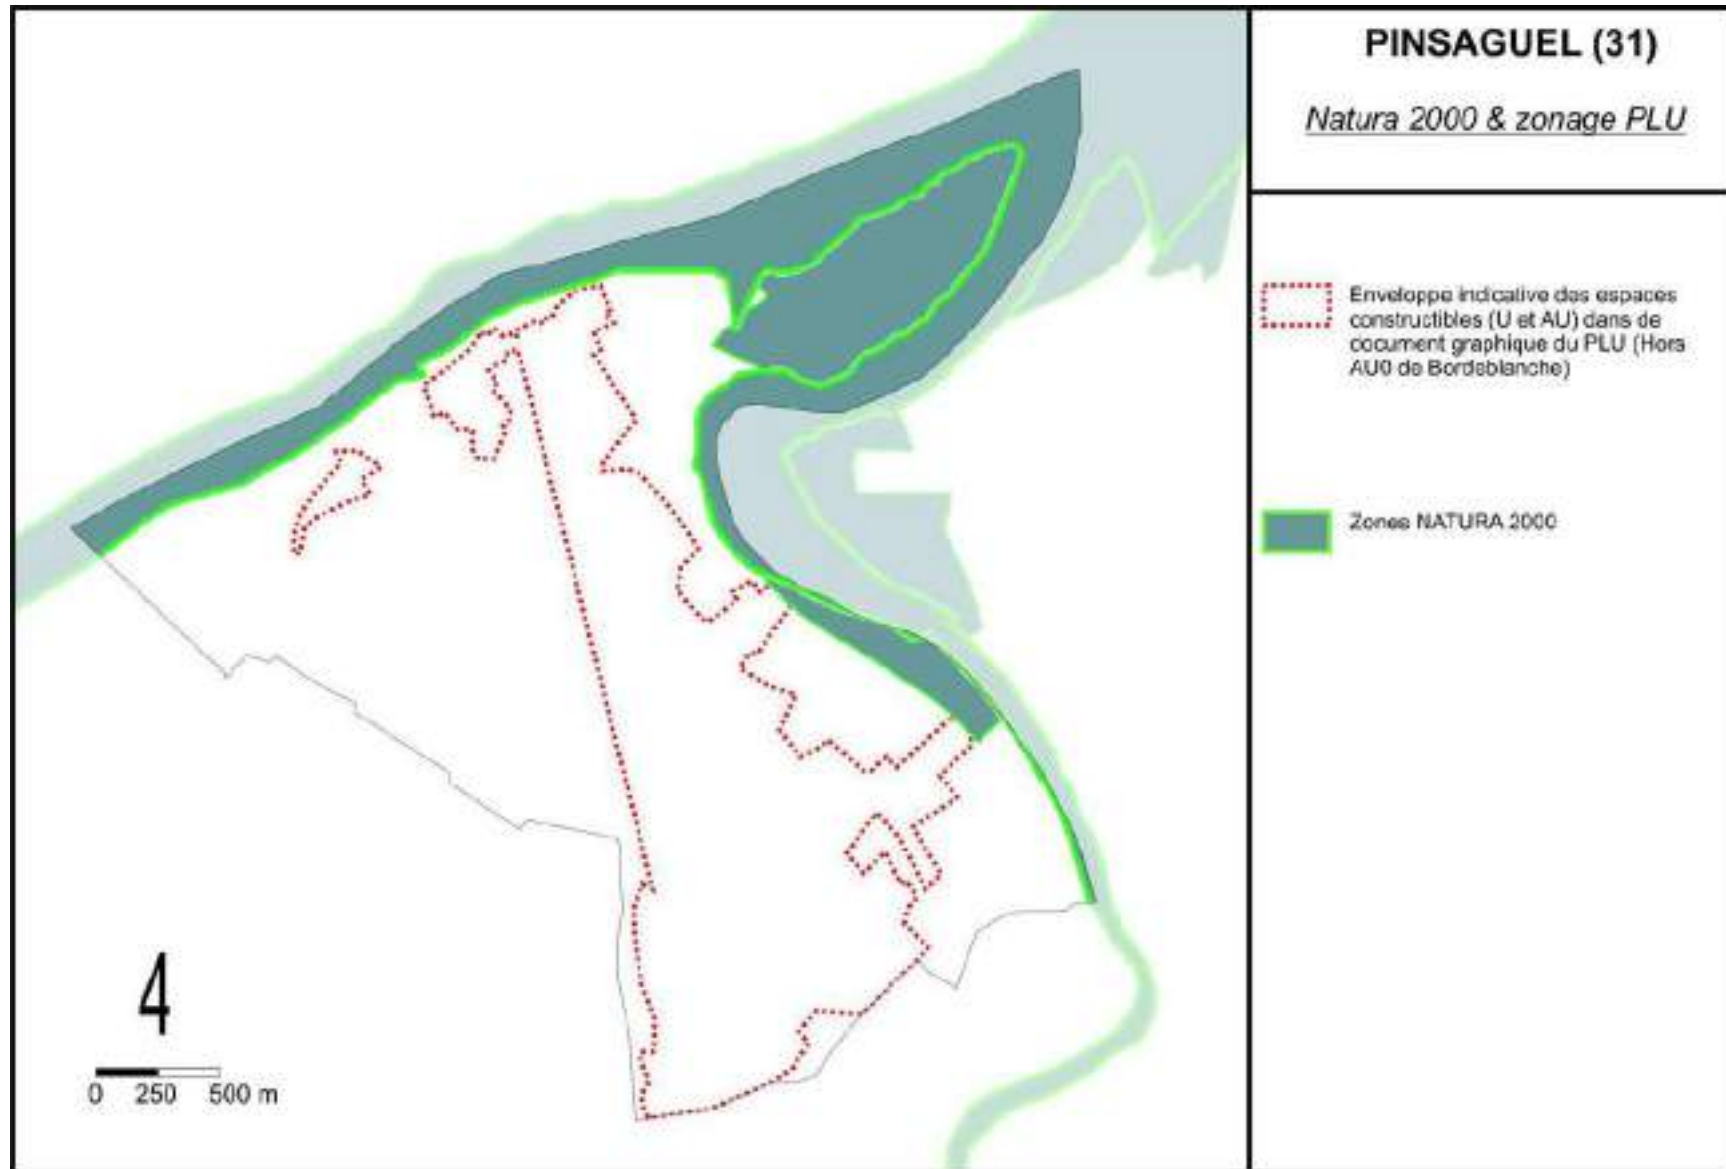 PINSAGUEL (31)
Natura 2000 & zonage PLU
Enveloppe indicative des espaces
constructibles (U et AU) dans de
document graphique du PLU (Hors
AU0 de Bordeblanche)
Zones NATURA 2000
4
0 250 500 m